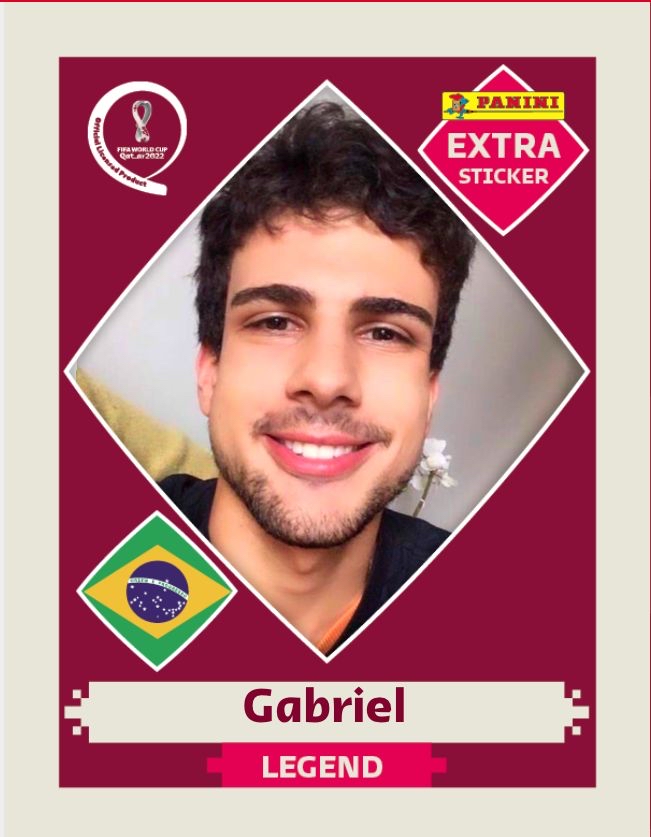 FIFA WORLD CUP
Qatar2022
Official Licensed Product
PANINI
EXTRA
STICKER
ORDEM E PROGRESSO
Gabriel
LEGEND